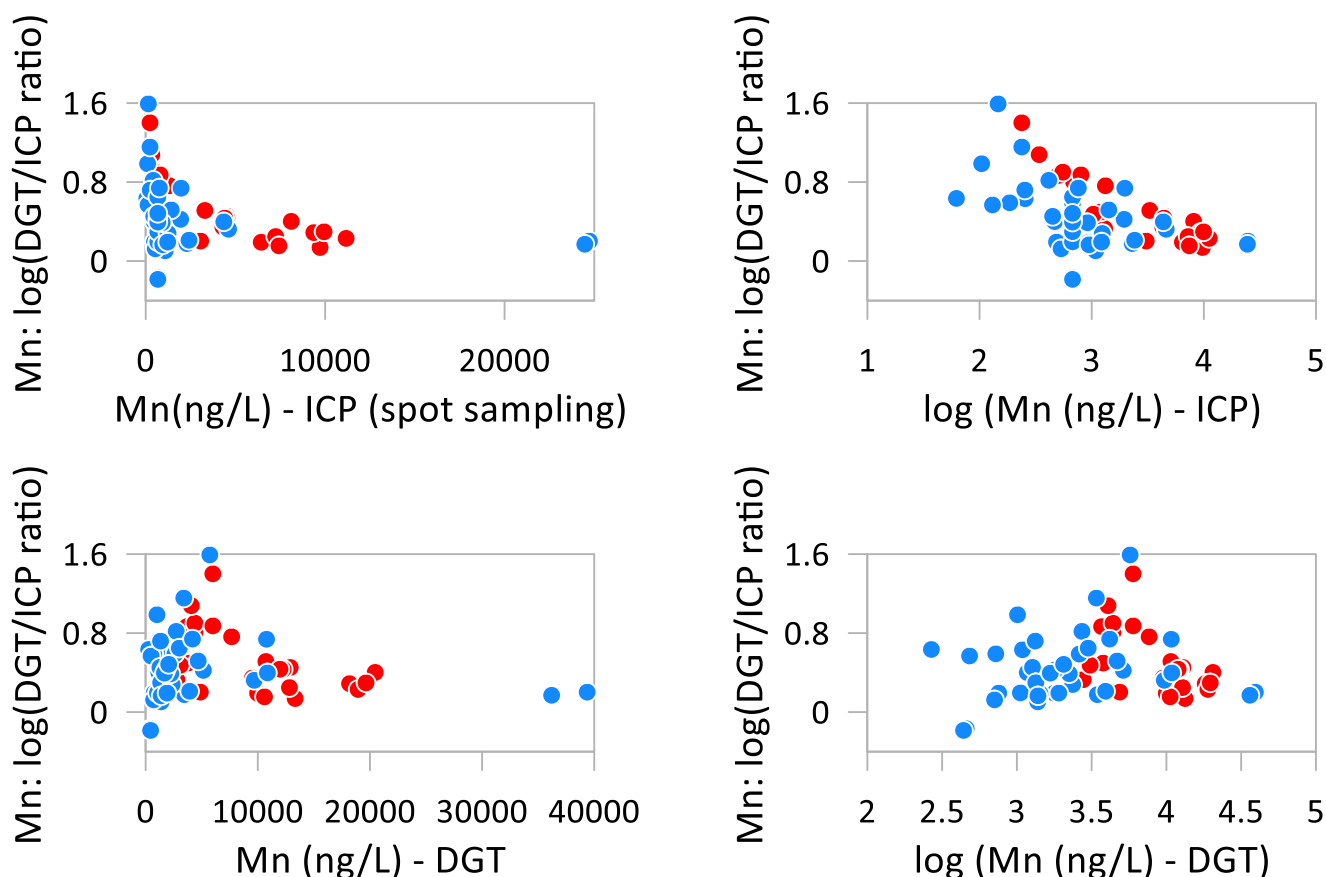 Mn: log(DGT/ICP ratio)
1.6
0.8
0
0 10000 20000
Mn(ng/L) - ICP (spot sampling)
Mn: log(DGT/ICP ratio)
1.6
0.8
0
1 2 3 4 5
log (Mn (ng/L) - ICP)
Mn: log(DGT/ICP ratio)
1.6
0.8
0
0 10000 20000 30000 40000
Mn (ng/L) - DGT
Mn: log(DGT/ICP ratio)
1.6
0.8
0
2 2.5 3 3.5 4 4.5 5
log (Mn (ng/L) - DGT)